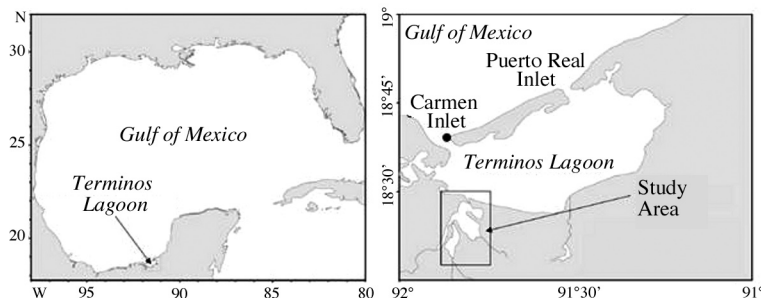 N
30
25
20
W
95
90
85
80
Gulf of Mexico
Terminos
Lagoon
19°
18°45'
18°30'
92°
91°30'
91°
Gulf of Mexico
Puerto Real
Inlet
Carmen
Inlet
Terminos Lagoon
Study
Area